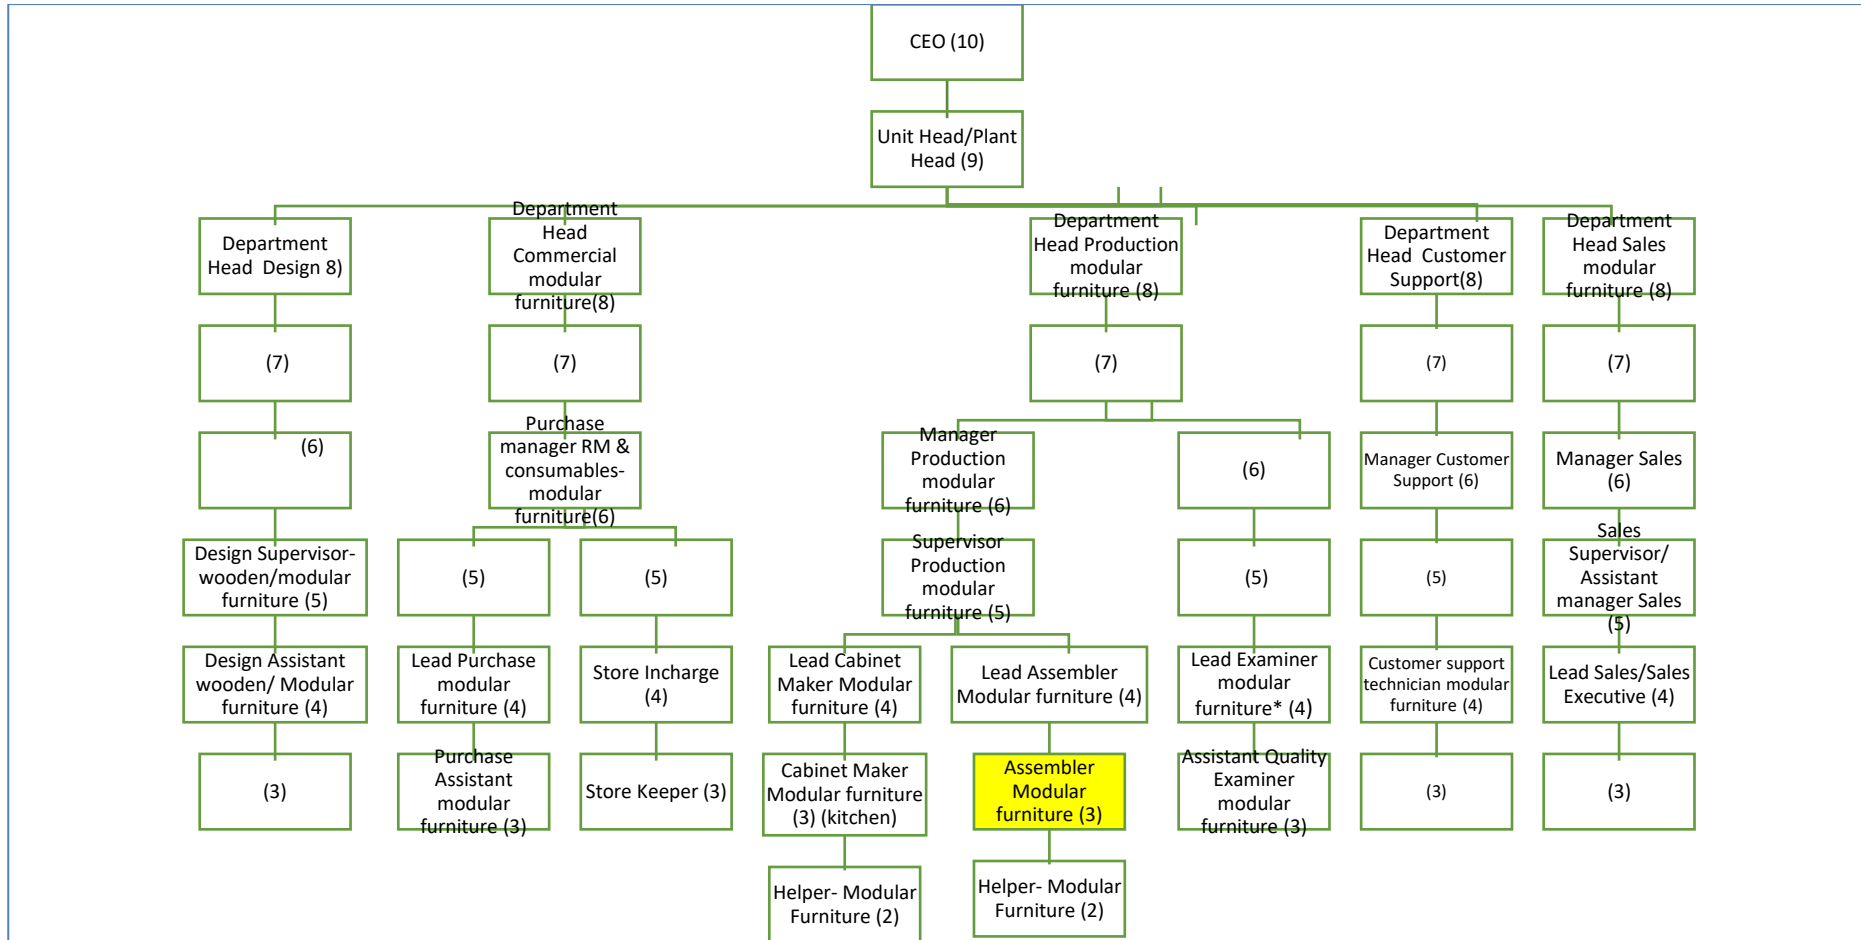 CEO (10)
Unit Head/Plant
Head (9)
Department
Head  Design 8)
Department
Head
Commercial
modular
furniture(8)
Department
Head Production
modular
furniture (8)
Department
Head  Customer
Support(8)
Department
Head Sales
modular
furniture (8)
(7)
(7)
(7)
(7)
(7)
(6)
Purchase
manager RM &
consumables-
modular
furniture(6)
Manager
Production
modular
furniture (6)
(6)
Manager Customer
Support (6)
Manager Sales
(6)
Design Supervisor-
wooden/modular
furniture (5)
(5)
(5)
Supervisor
Production
modular
furniture (5)
(5)
(5)
Sales
Supervisor/
Assistant
manager Sales
(5)
Design Assistant
wooden/ Modular
furniture (4)
Lead Purchase
modular
furniture (4)
Store Incharge
(4)
Lead Cabinet
Maker Modular
furniture (4)
Lead Assembler
Modular furniture (4)
Lead Examiner
modular
furniture* (4)
Customer support
technician modular
furniture (4)
Lead Sales/Sales
Executive (4)
(3)
Purchase
Assistant
modular
furniture (3)
Store Keeper (3)
Cabinet Maker
Modular furniture
(3) (kitchen)
Assembler
Modular
furniture (3)
Assistant Quality
Examiner
modular
furniture (3)
(3)
(3)
Helper- Modular
Furniture (2)
Helper- Modular
Furniture (2)